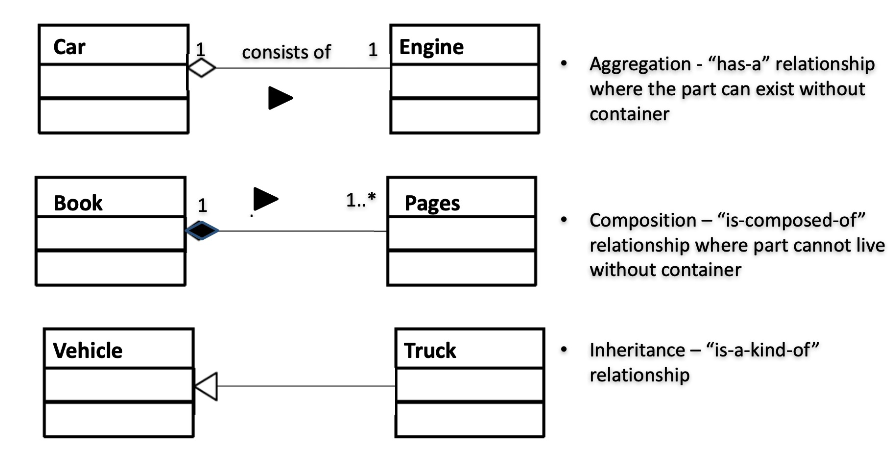 Car
1
consists of
1
Engine
• Aggregation - “has-a” relationship
where the part can exist without
container
Book
1
1..*
Pages
• Composition – “is-composed-of”
relationship where part cannot live
without container
Vehicle
Truck
• Inheritance – “is-a-kind-of”
relationship